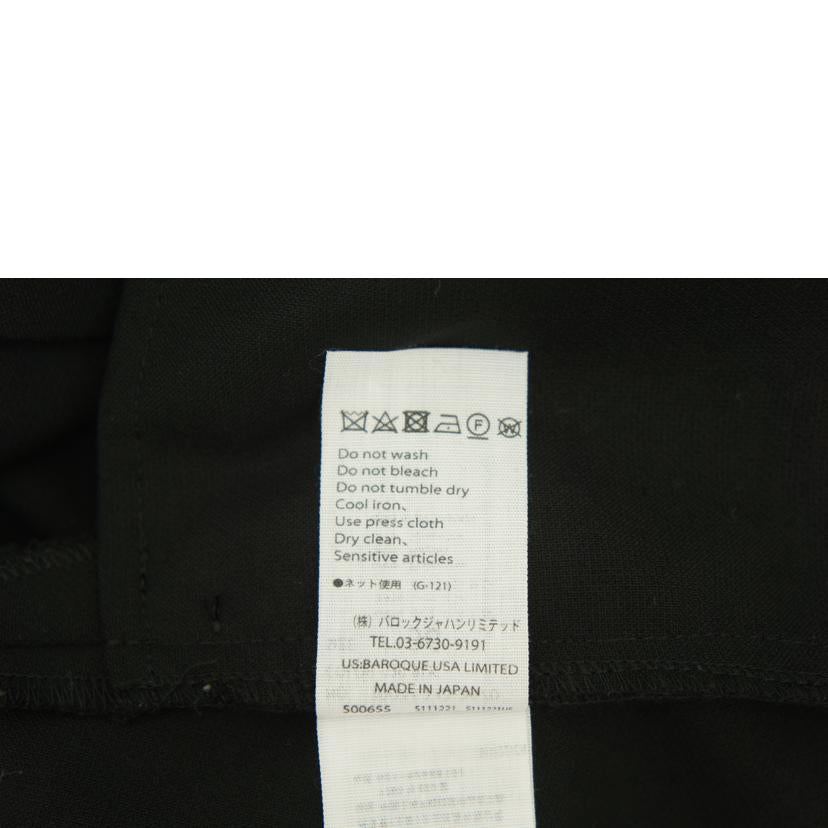 Do not wash
Do not bleach
Do not tumble dry
Cool iron、
Use press cloth
Dry clean、
Sensitive articles
●ネット使用 (G-121)
(株) バロックジャパンリミテッド
TEL.03-6730-9191
US:BAROQUE USA LIMITED
MADE IN JAPAN
500655 5111221